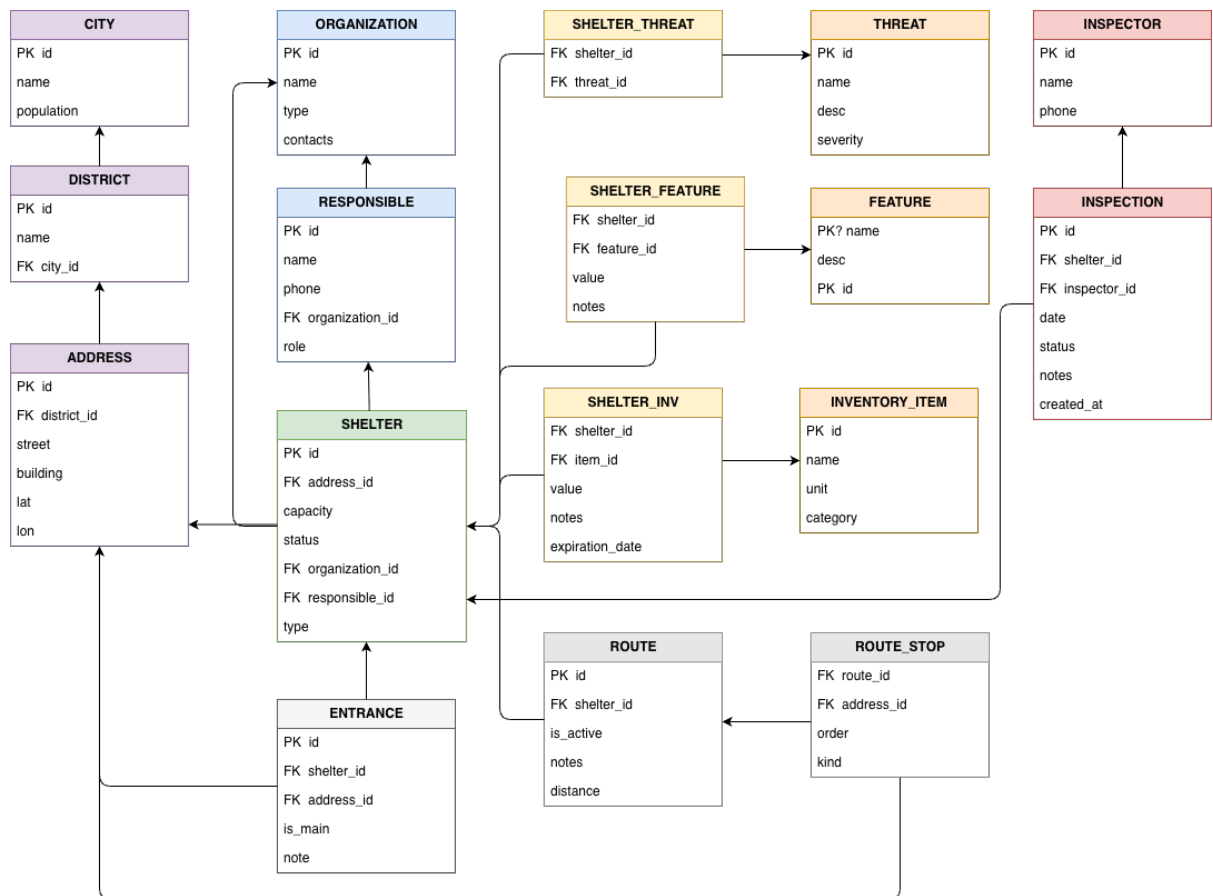 CITY
PK id
name
population
DISTRICT
PK id
name
FK city_id
ADDRESS
PK id
FK district_id
street
building
lat
lon
ORGANIZATION
PK id
name
type
contacts
RESPONSIBLE
PK id
name
phone
FK organization_id
role
SHELTER
PK id
FK address_id
capacity
status
FK organization_id
FK responsible_id
type
ENTRANCE
PK id
FK shelter_id
FK address_id
is_main
note
SHELTER_THREAT
FK shelter_id
FK threat_id
SHELTER_FEATURE
FK shelter_id
FK feature_id
value
notes
SHELTER_INV
FK shelter_id
FK item_id
value
notes
expiration_date
ROUTE
PK id
FK shelter_id
is_active
notes
distance
THREAT
PK id
name
desc
severity
FEATURE
PK? name
desc
PK id
INVENTORY_ITEM
PK id
name
unit
category
ROUTE_STOP
FK route_id
FK address_id
order
kind
INSPECTOR
PK id
name
phone
INSPECTION
PK id
FK shelter_id
FK inspector_id
date
status
notes
created_at